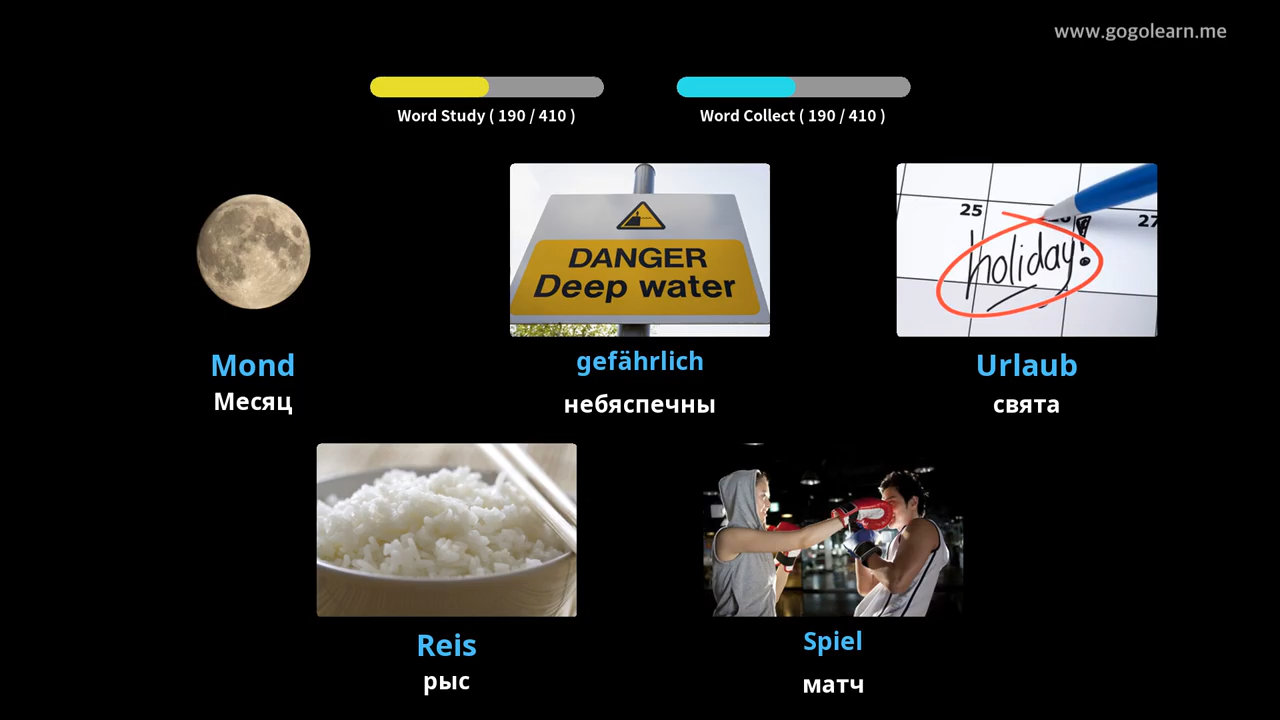 www.gogolearn.me
Word Study ( 190 / 410 )
Word Collect ( 190 / 410 )
DANGER
Deep water
25
27
holiday!
Mond
Месяц
gefährlich
небяспечны
Urlaub
свята
Reis
рыс
Spiel
матч